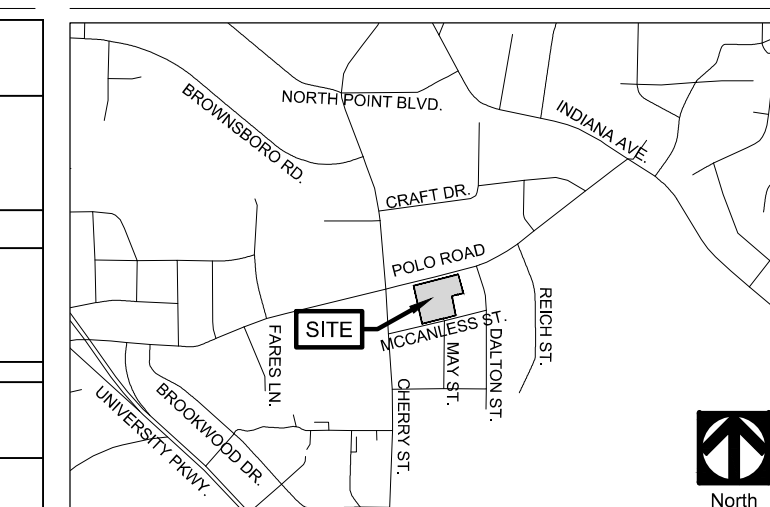 BROWNSBORO RD.
NORTH POINT BLVD.
INDIANA AVE.
CRAFT DR.
POLO ROAD
SITE
MCCANLESS ST.
FARES LN.
MAY ST.
DALTON ST.
REICH ST.
CHERRY ST.
UNIVERSITY PKWY.
BROOKWOOD DR.
North